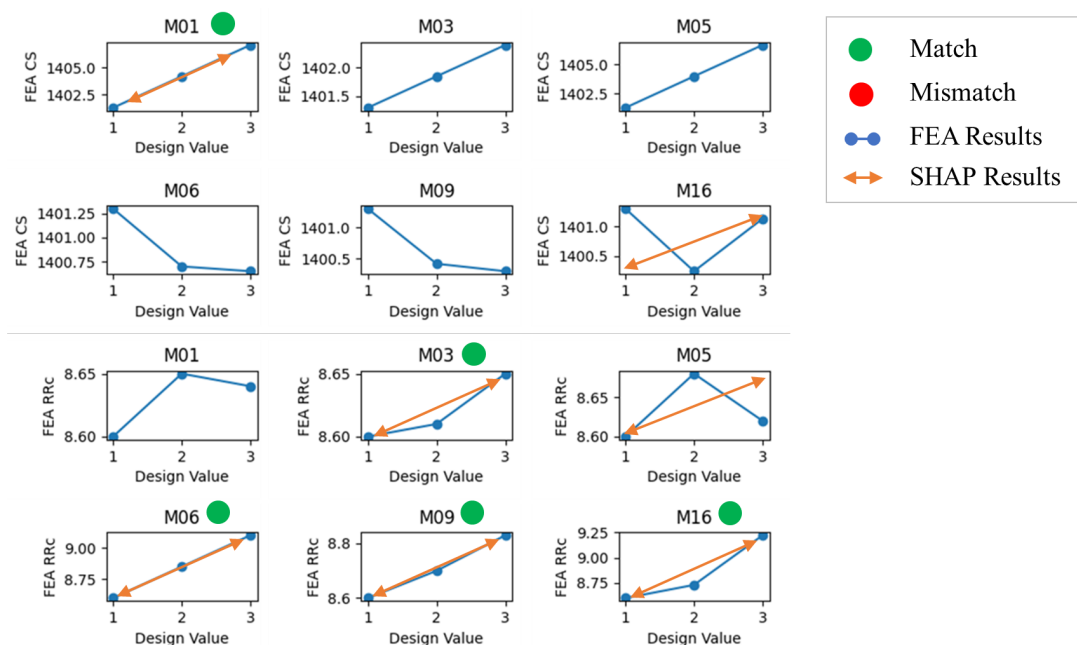 M01
FEA CS
1405.0
1402.5
1 2 3
Design Value
M03
FEA CS
1402.0
1401.5
1 2 3
Design Value
M05
FEA CS
1405.0
1402.5
1 2 3
Design Value
Match
Mismatch
FEA Results
SHAP Results
M06
FEA CS
1401.25
1401.00
1400.75
1 2 3
Design Value
M09
FEA CS
1401.0
1400.5
1 2 3
Design Value
M16
FEA CS
1401.0
1400.5
1 2 3
Design Value
M01
FEA RRc
8.65
8.60
1 2 3
Design Value
M03
FEA RRc
8.65
8.60
1 2 3
Design Value
M05
FEA RRc
8.65
8.60
1 2 3
Design Value
M06
FEA RRc
9.00
8.75
1 2 3
Design Value
M09
FEA RRc
8.8
8.6
1 2 3
Design Value
M16
FEA RRc
9.25
9.00
8.75
1 2 3
Design Value